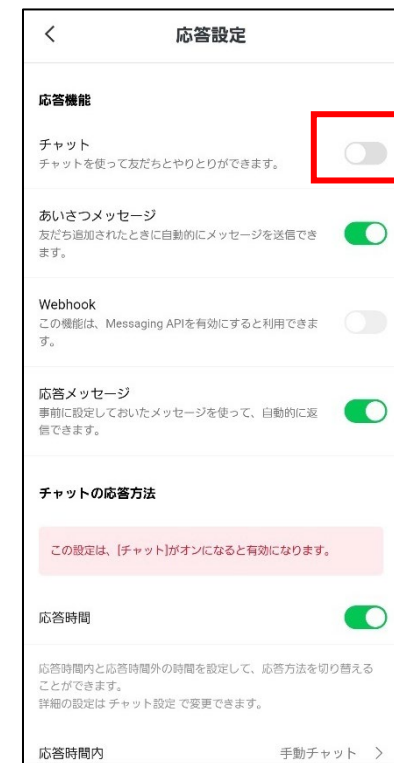 応答設定
応答機能
チャット
チャットを使って友だちとやりとりができます。
あいさつメッセージ
友だち追加されたときに自動的にメッセージを送信でき
ます。
Webhook
この機能は、Messaging APIを有効にすると利用できま
す。
応答メッセージ
事前に設定しておいたメッセージを使って、自動的に返
信できます。
チャットの応答方法
この設定は、[チャット]がオンになると有効になります。
応答時間
応答時間内と応答時間外の時間を設定して、応答方法を切り替える
ことができます。
詳細の設定は チャット設定 で変更できます。
応答時間内 手動チャット >